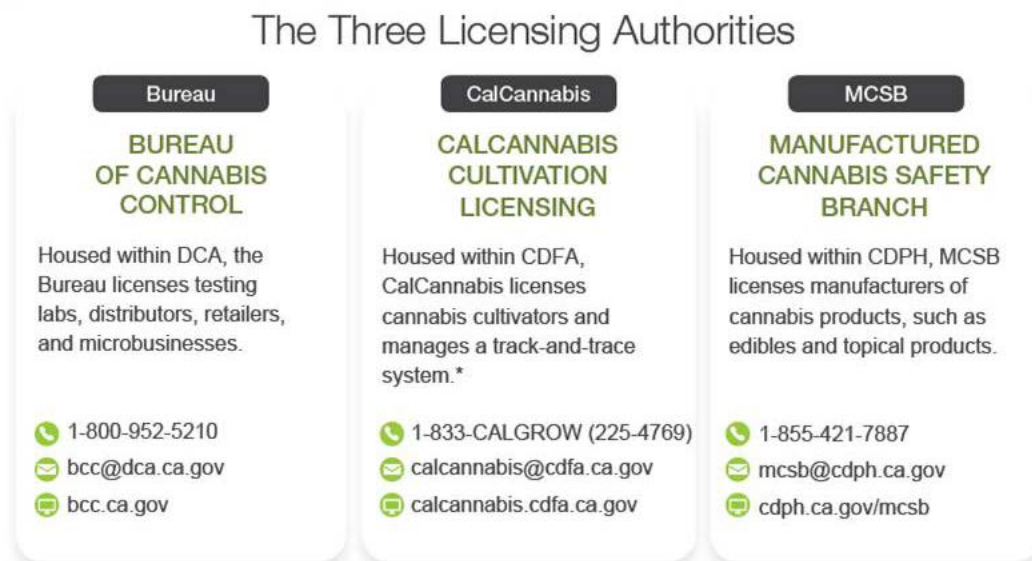 The Three Licensing Authorities
Bureau
BUREAU
OF CANNABIS
CONTROL
Housed within DCA, the
Bureau licenses testing
labs, distributors, retailers,
and microbusinesses.
1-800-952-5210
bcc@dca.ca.gov
bcc.ca.gov
CalCannabis
CALCANNABIS
CULTIVATION
LICENSING
Housed within CDFA,
CalCannabis licenses
cannabis cultivators and
manages a track-and-trace
system.*
1-833-CALGROW (225-4769)
calcannabis@cdfa.ca.gov
calcannabis.cdfa.ca.gov
MCSB
MANUFACTURED
CANNABIS SAFETY
BRANCH
Housed within CDPH, MCSB
licenses manufacturers of
cannabis products, such as
edibles and topical products.
1-855-421-7887
mcsb@cdph.ca.gov
cdph.ca.gov/mcsb